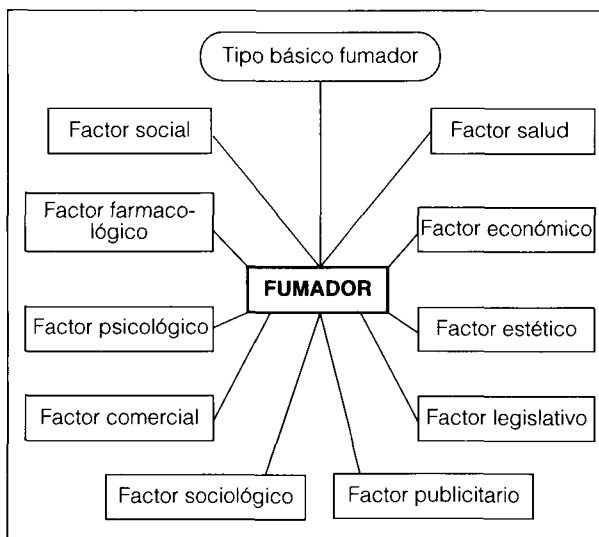 Tipo básico fumador
Factor social
Factor salud
Factor farmaco-
lógico
Factor económico
FUMADOR
Factor psicológico
Factor estético
Factor comercial
Factor legislativo
Factor sociológico
Factor publicitario